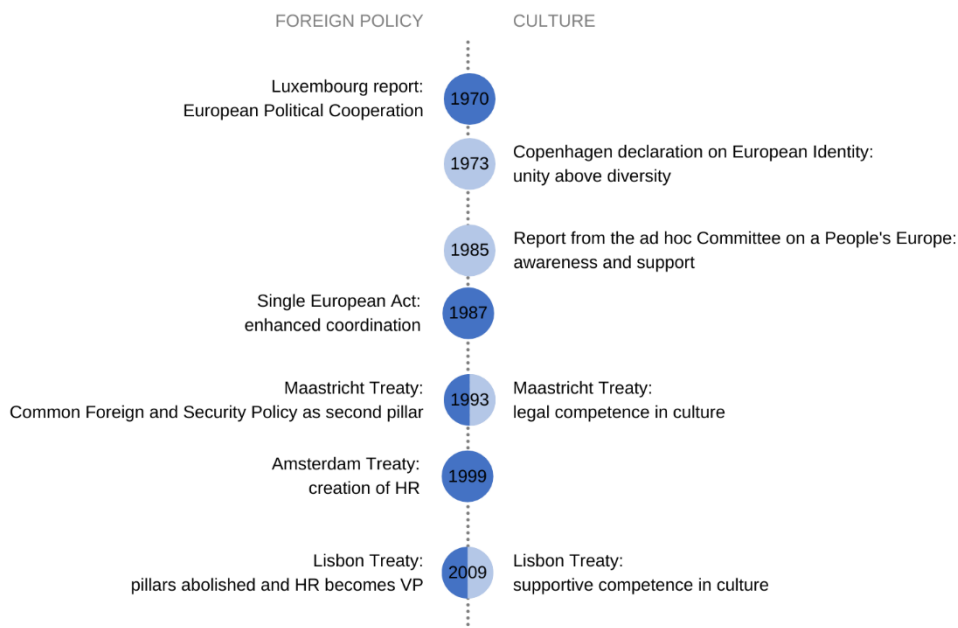 FOREIGN POLICY
CULTURE
Luxembourg report:
European Political Cooperation
1970
1973
Copenhagen declaration on European Identity:
unity above diversity
1985
Report from the ad hoc Committee on a People's Europe:
awareness and support
Single European Act:
enhanced coordination
1987
Maastricht Treaty:
Common Foreign and Security Policy as second pillar
1993
Maastricht Treaty:
legal competence in culture
Amsterdam Treaty:
creation of HR
1999
Lisbon Treaty:
pillars abolished and HR becomes VP
2009
Lisbon Treaty:
supportive competence in culture